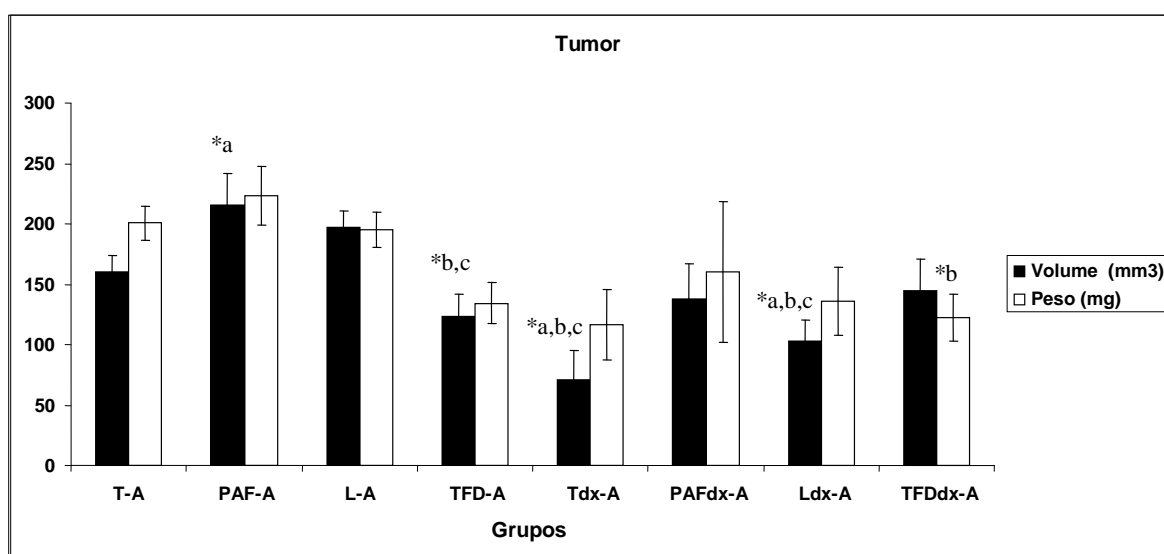 Tumor
300
250
200
150
100
50
0
*a
*b,c
*a,b,c
*a,b,c
*b
T-A PAF-A L-A TFD-A Tdx-A PAFdx-A Ldx-A TFDdx-A
Grupos
Volume (mm3)
Peso (mg)